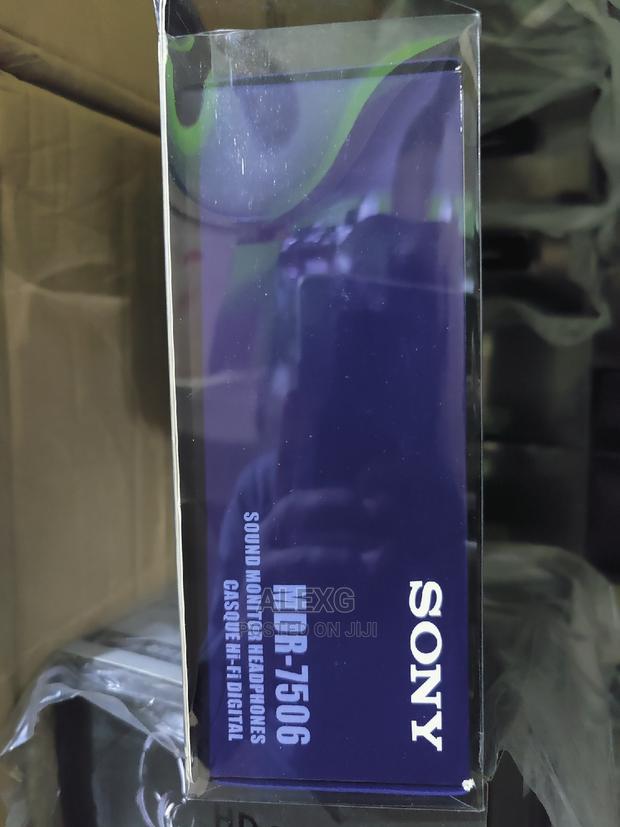 SONY
MDR-7506
SOUND MONITOR HEADPHONES
CASQUE HI-Fi DIGITAL
ALEXG
POSTED ON JIJI